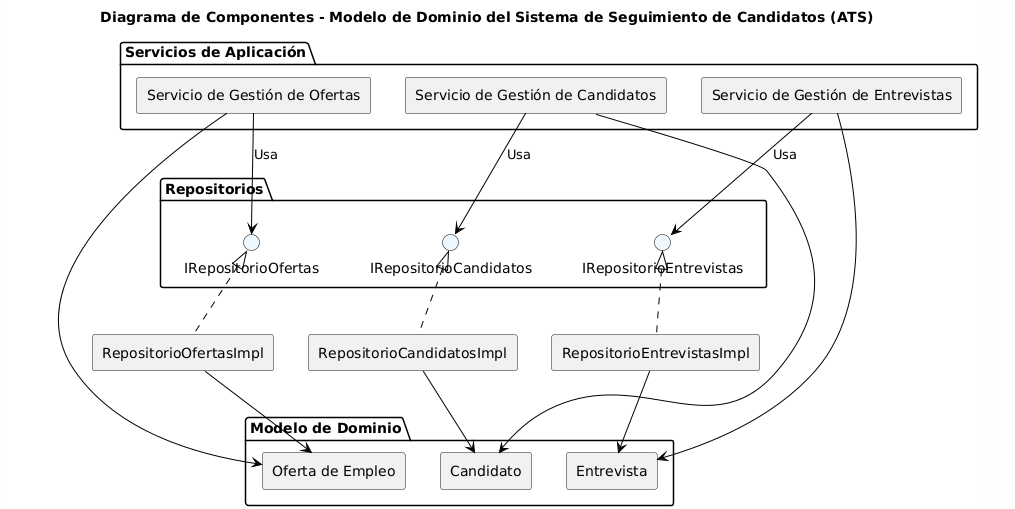 Diagrama de Componentes - Modelo de Dominio del Sistema de Seguimiento de Candidatos (ATS)
Servicios de Aplicación
Servicio de Gestión de Ofertas
Servicio de Gestión de Candidatos
Servicio de Gestión de Entrevistas
Usa
Usa
Usa
Repositorios
IRepositorioOfertas
IRepositorioCandidatos
IRepositorioEntrevistas
RepositorioOfertasImpl
RepositorioCandidatosImpl
RepositorioEntrevistasImpl
Modelo de Dominio
Oferta de Empleo
Candidato
Entrevista